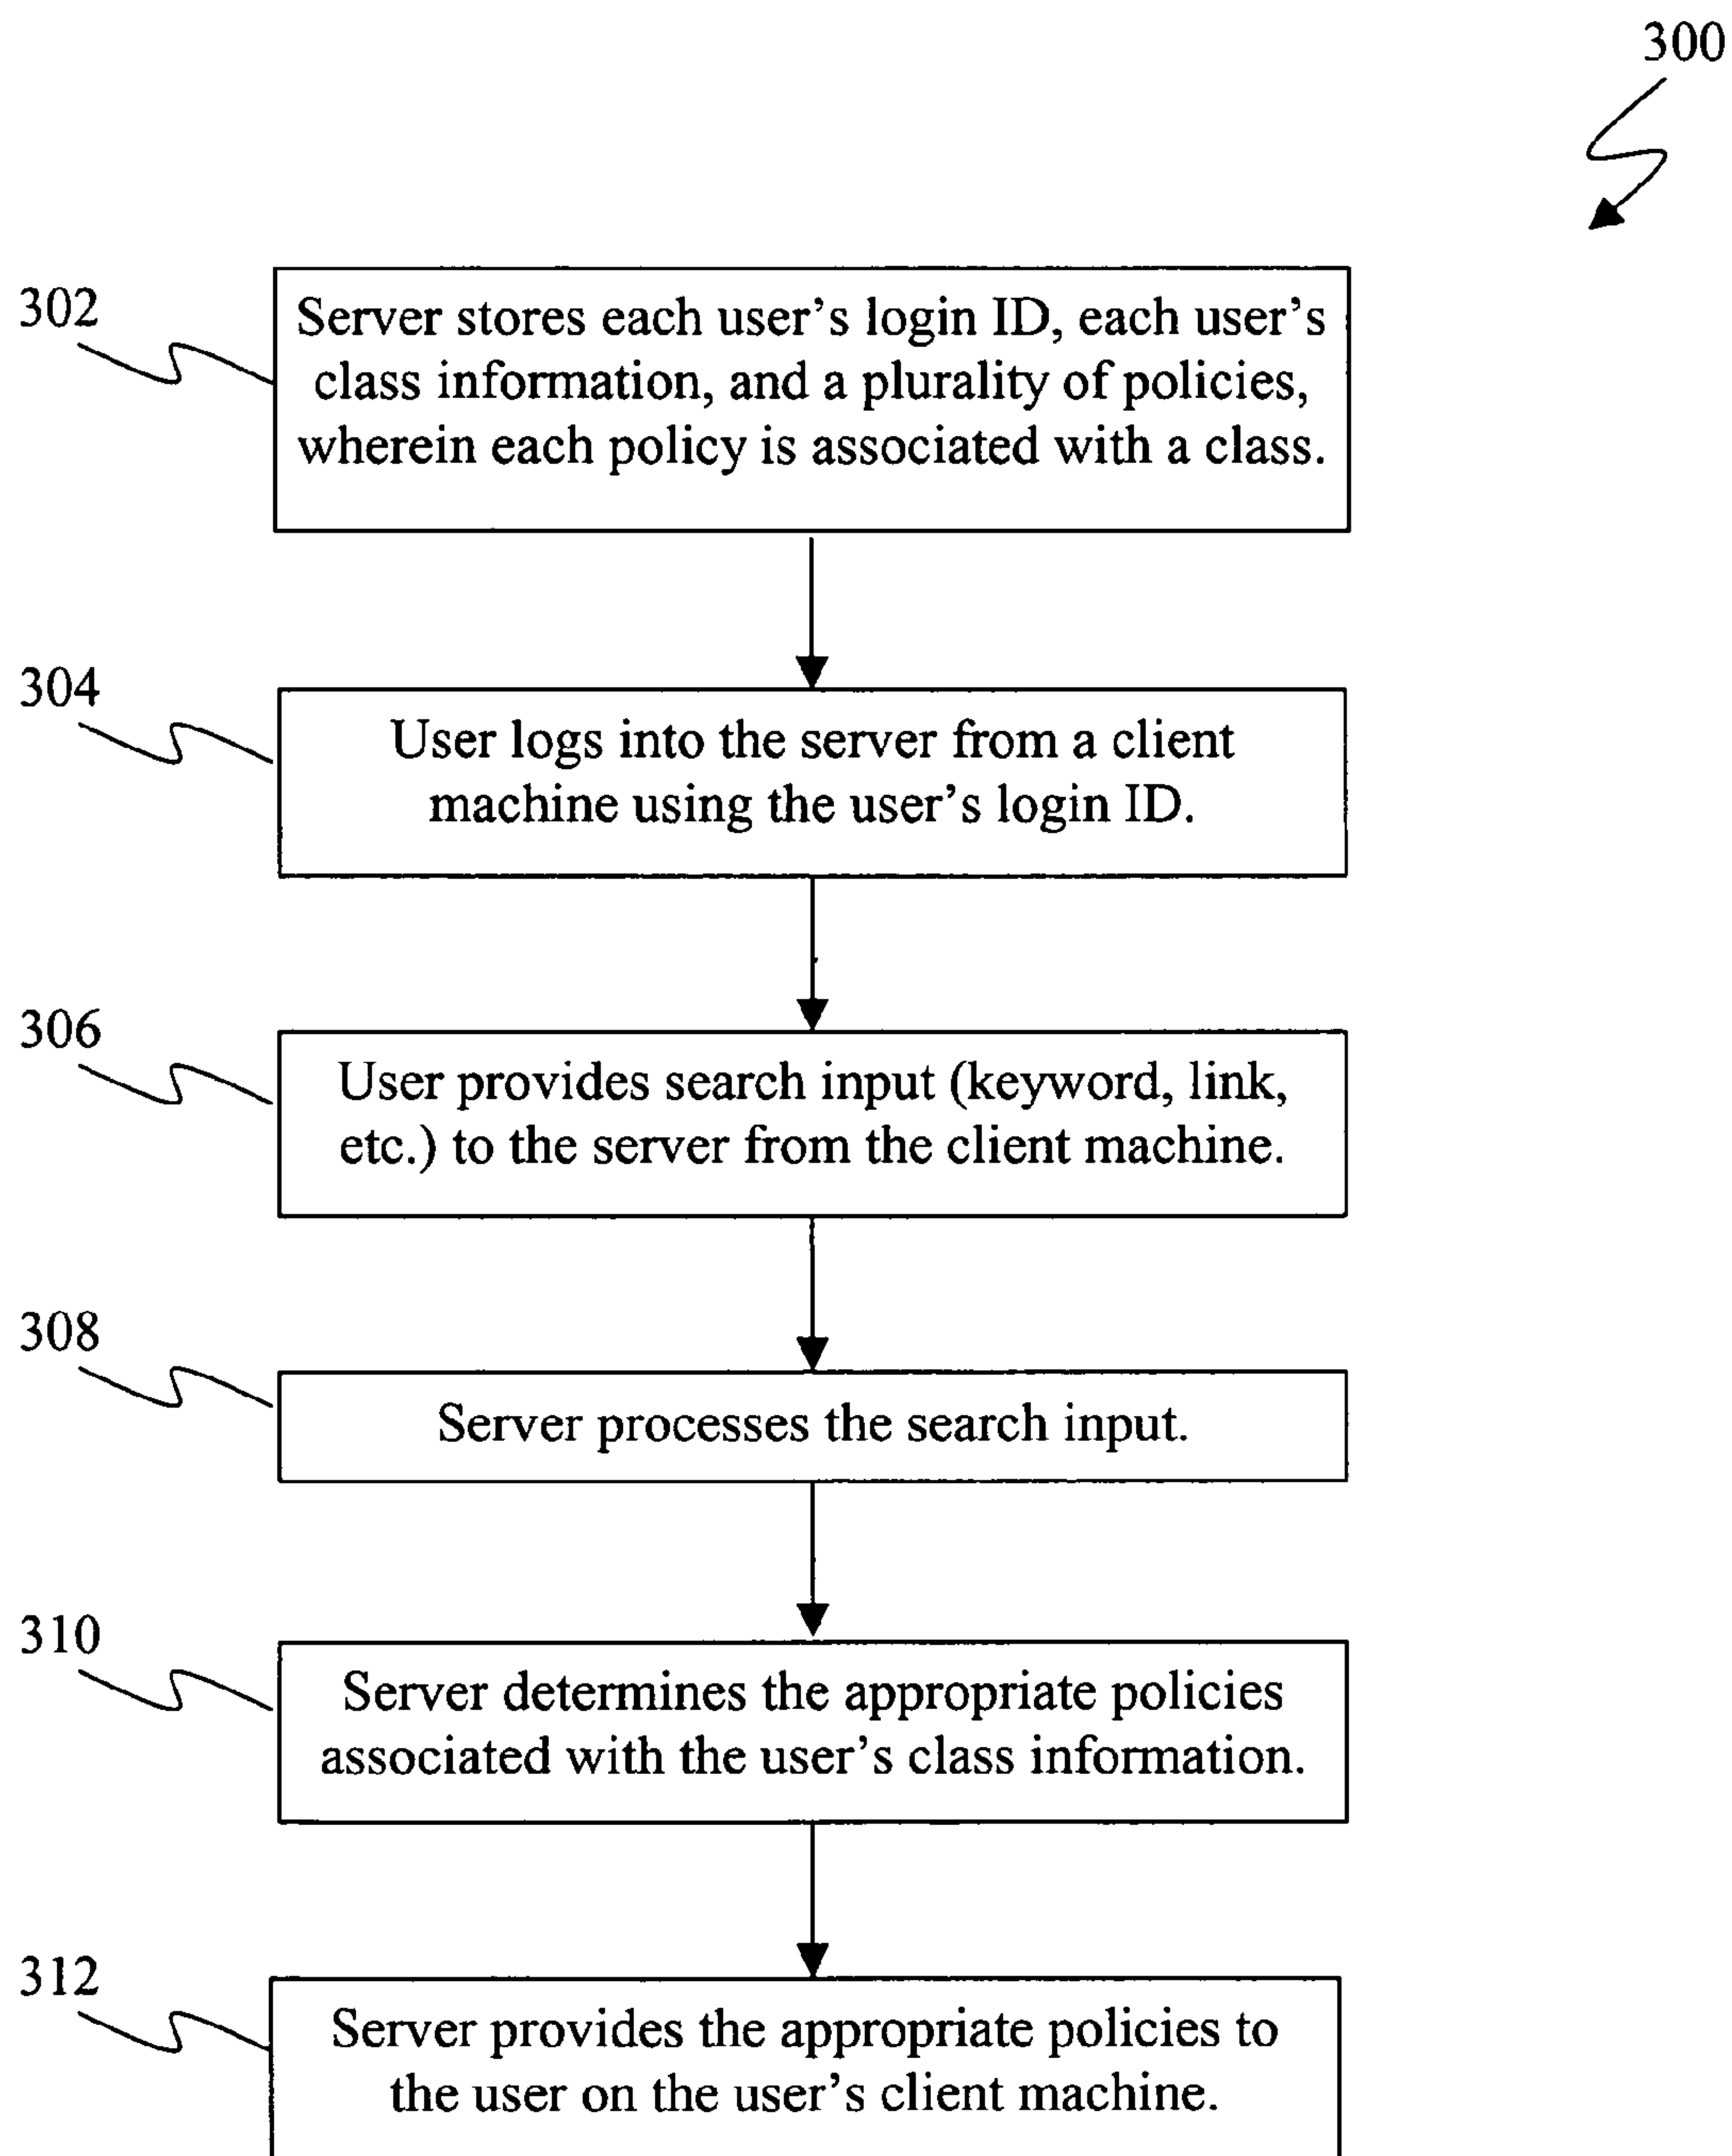 300
302
Server stores each user’s login ID, each user’s
class information, and a plurality of policies,
wherein each policy is associated with a class.
304
User logs into the server from a client
machine using the user’s login ID.
306
User provides search input (keyword, link,
etc.) to the server from the client machine.
308
Server processes the search input.
310
Server determines the appropriate policies
associated with the user’s class information.
312
Server provides the appropriate policies to
the user on the user’s client machine.